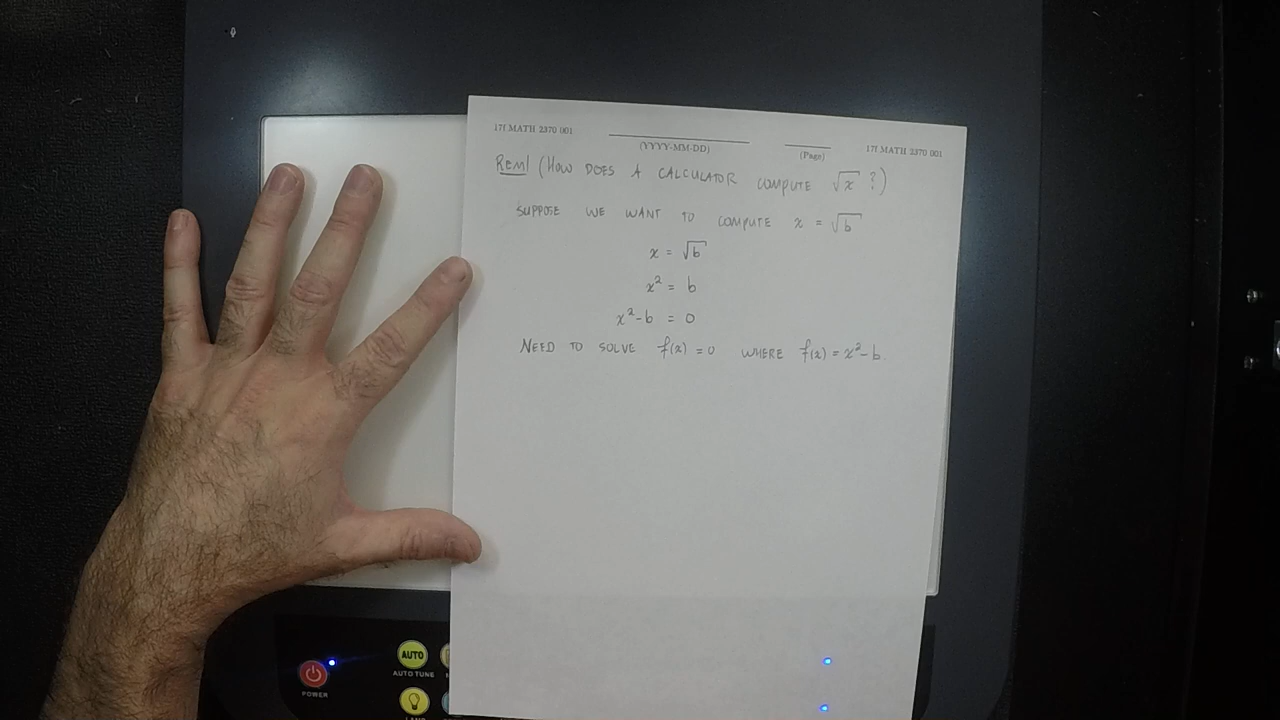 17f MATH 2370 001
(YYYY-MM-DD)
(Page)
17f MATH 2370 001
Rem! (HOW DOES A CALCULATOR COMPUTE √x ?)
SUPPOSE WE WANT TO COMPUTE x = √b
x = √b
x² = b
x²-b = 0
NEED TO SOLVE f(x) = 0 WHERE f(x) = x²-b.
AUTO
AUTO TUNE
POWER